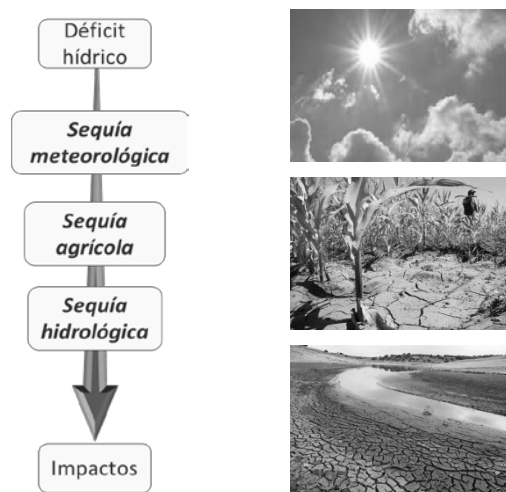 Déficit
hídrico
Sequía
meteorológica
Sequía
agrícola
Sequía
hidrológica
Impactos